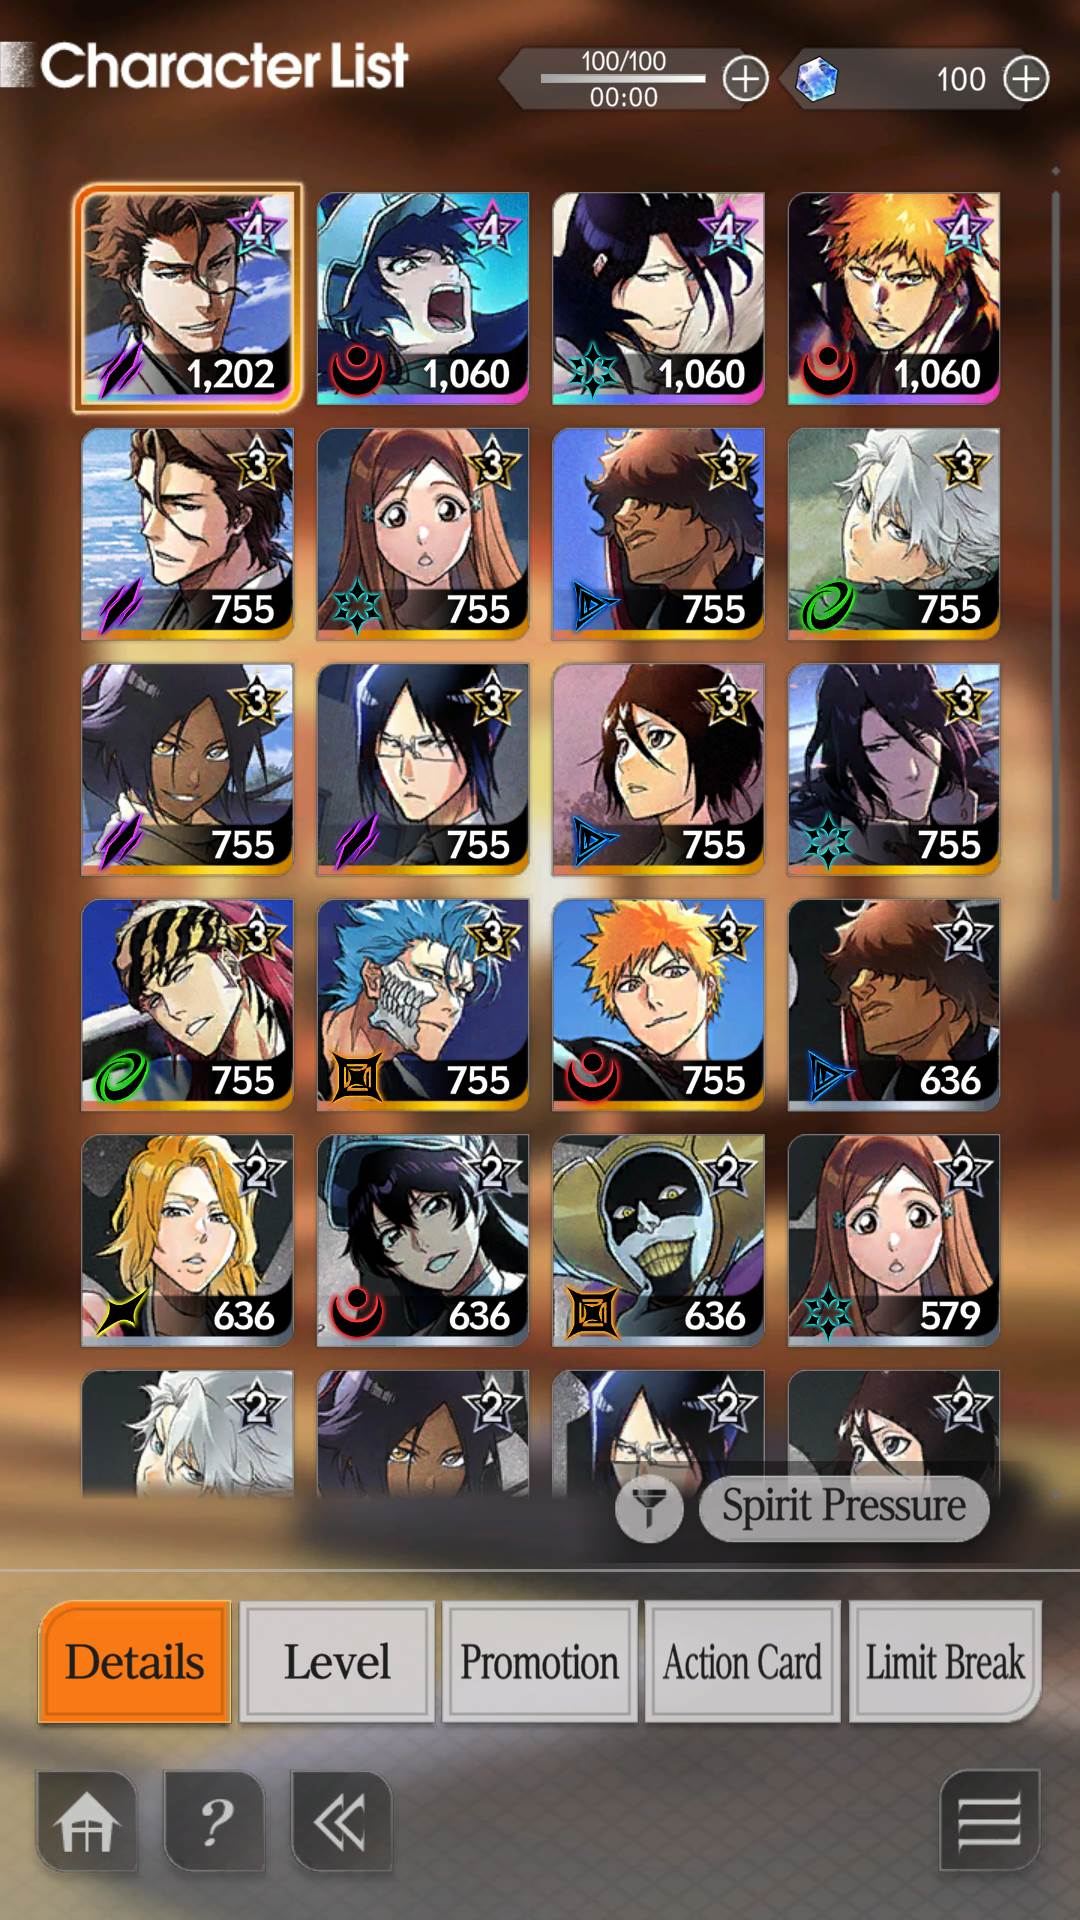 Character List
100/100
00:00
100
4 4 4 4
1,202 1,060 1,060 1,060
3 3 3 3
755 755 755 755
3 3 3 3
755 755 755 755
3 3 3 2
755 755 755 636
2 2 2 2
636 636 636 579
2 2 2 2
Spirit Pressure
Details Level Promotion Action Card Limit Break
?